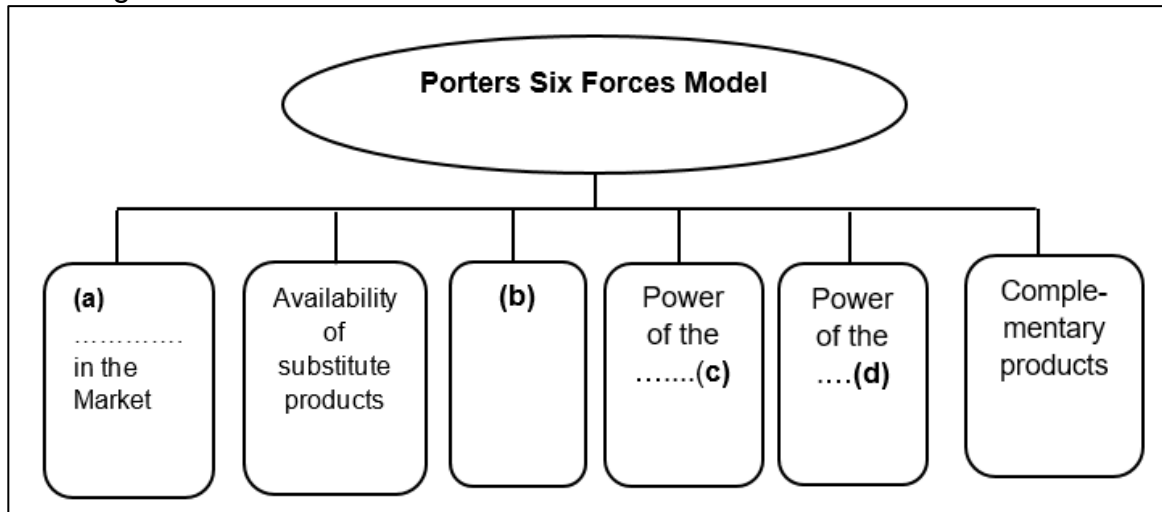 Porters Six Forces Model
(a)
………….
in the
Market
Availability
of
substitute
products
(b)
Power
of the
….....(c)
Power
of the
….(d)
Comple-
mentary
products